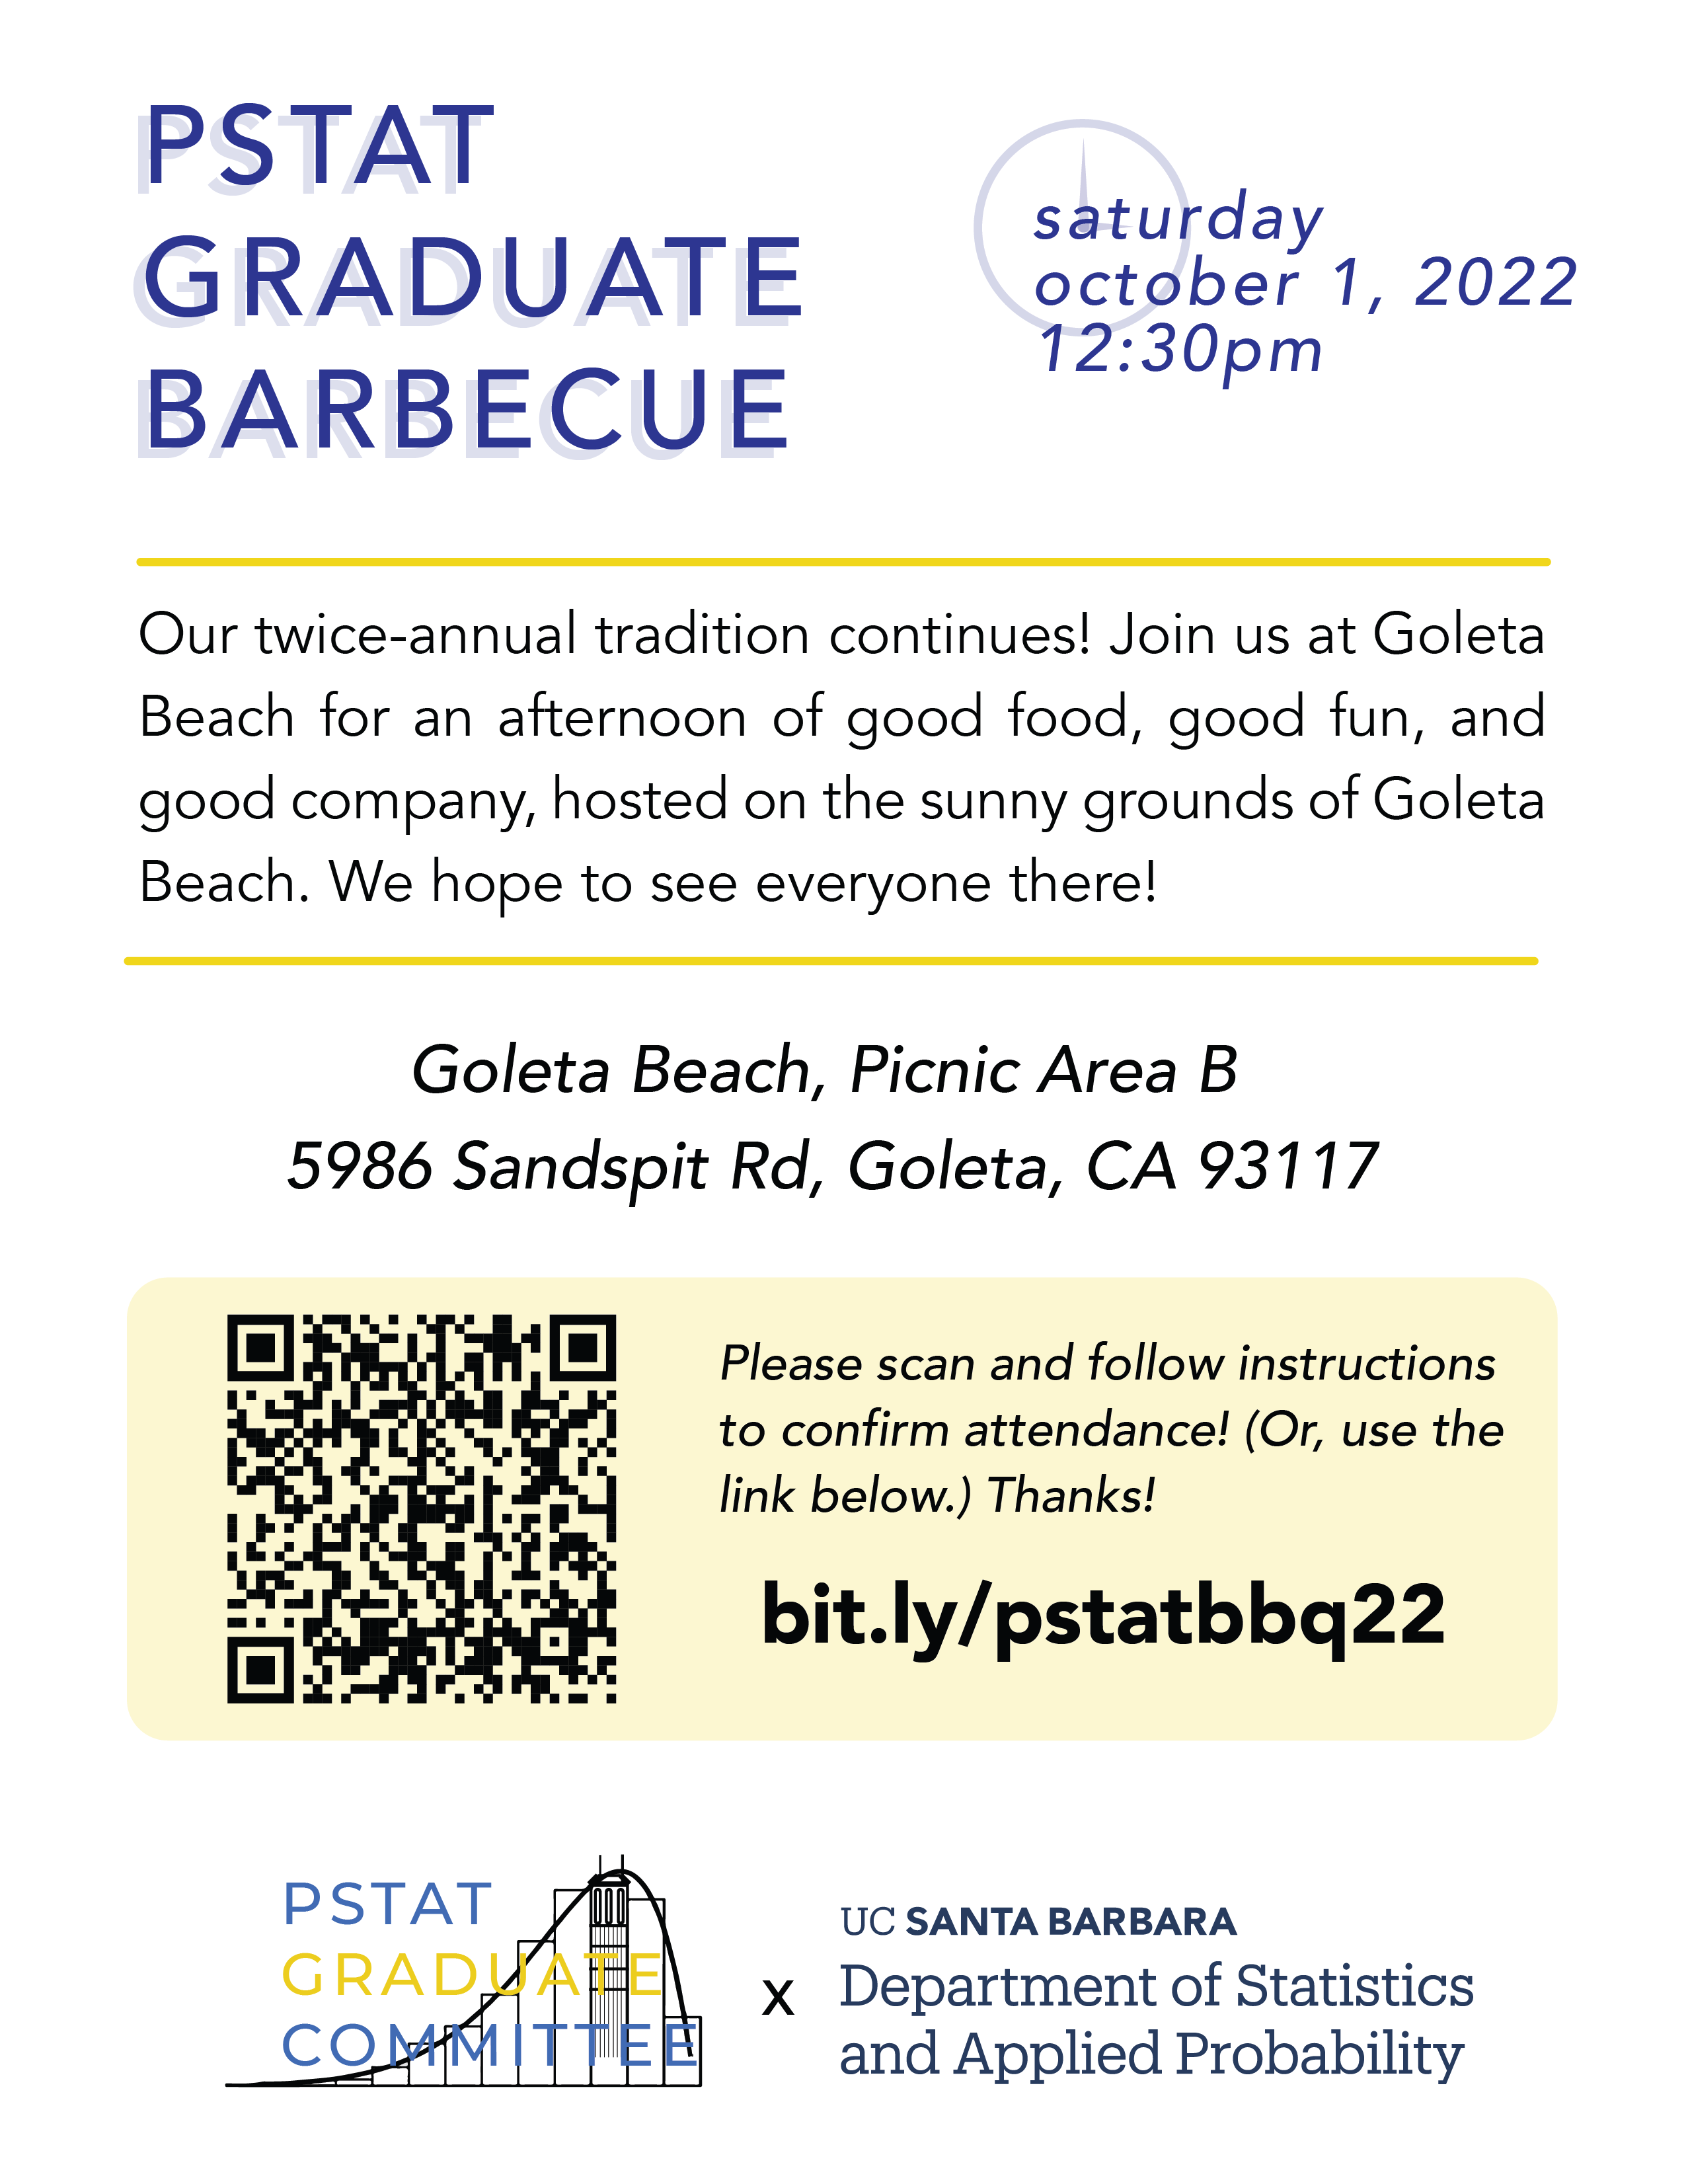 PSTAT
GRADUATE
BARBECUE
saturday
october 1, 2022
12:30pm
Our twice-annual tradition continues! Join us at Goleta
Beach for an afternoon of good food, good fun, and
good company, hosted on the sunny grounds of Goleta
Beach. We hope to see everyone there!
Goleta Beach, Picnic Area B
5986 Sandspit Rd, Goleta, CA 93117
Please scan and follow instructions
to confirm attendance! (Or, use the
link below.) Thanks!
bit.ly/pstatbbq22
PSTAT
GRADUATE
COMMITTEE
x
UC SANTA BARBARA
Department of Statistics
and Applied Probability